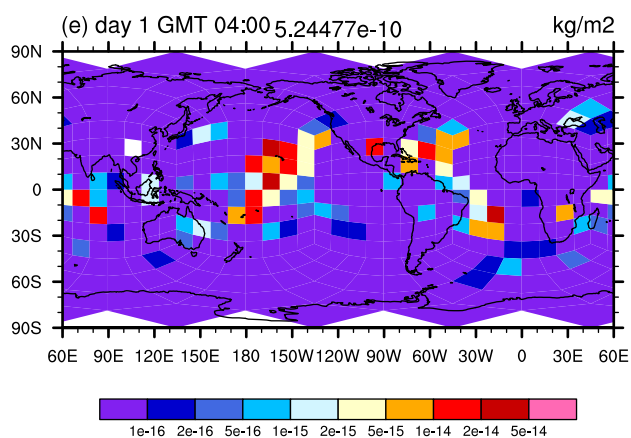 (e) day 1 GMT 04:00 5.24477e-10 kg/m2
90N
60N
30N
0
30S
60S
90S
60E 90E 120E 150E 180 150W 120W 90W 60W 30W 0 30E 60E
1e-16 2e-16 5e-16 1e-15 2e-15 5e-15 1e-14 2e-14 5e-14